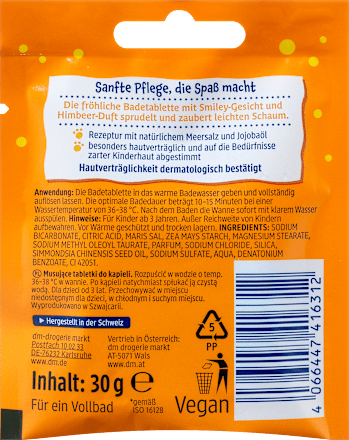 Sanfte Pflege, die Spaß macht
Die fröhliche Badetablette mit Smiley-Gesicht und
Himbeer-Duft sprudelt und zaubert leichten Schaum.
Rezeptur mit natürlichem Meersalz und Jojobaöl
besonders hautverträglich und auf die Bedürfnisse
zarter Kinderhaut abgestimmt
Hautverträglichkeit dermatologisch bestätigt
Anwendung: Die Badetablette in das warme Badewasser geben und vollständig
auflösen lassen. Die optimale Badedauer beträgt 10–15 Minuten bei einer
Wassertemperatur von 36–38 °C. Nach dem Baden die Wanne sofort mit klarem Wasser
ausspülen. Hinweise: Für Kinder ab 3 Jahren. Außer Reichweite von Kindern
aufbewahren. Vor Wärme geschützt und trocken lagern. INGREDIENTS: SODIUM
BICARBONATE, CITRIC ACID, MARIS SAL, ZEA MAYS STARCH, MAGNESIUM STEARATE,
SODIUM METHYL OLEOYL TAURATE, PARFUM, SODIUM CHLORIDE, SILICA,
SIMMONDSIA CHINENSIS SEED OIL, SODIUM SULFATE, AQUA, DENATONIUM
BENZOATE, CI 42051.
PL Musujące tabletki do kąpieli. Rozpuścić w wodzie o temp.
36–38 °C w wannie. Po kąpieli natychmiast spłukać ją czystą
wodą. Dla dzieci od 3 lat. Przechowywać w miejscu
niedostępnym dla dzieci, w chłodnym i suchym miejscu.
Wyprodukowano w Szwajcarii.
Hergestellt in der Schweiz
dm-drogerie markt
Postfach 10 02 33
DE-76232 Karlsruhe
www.dm.de
Vertrieb in Österreich:
dm drogerie markt
AT-5071 Wals
www.dm.at
5
PP
Inhalt: 30 g e
Für ein Vollbad
*gemäß
ISO 16128
Vegan
4 066447 416312